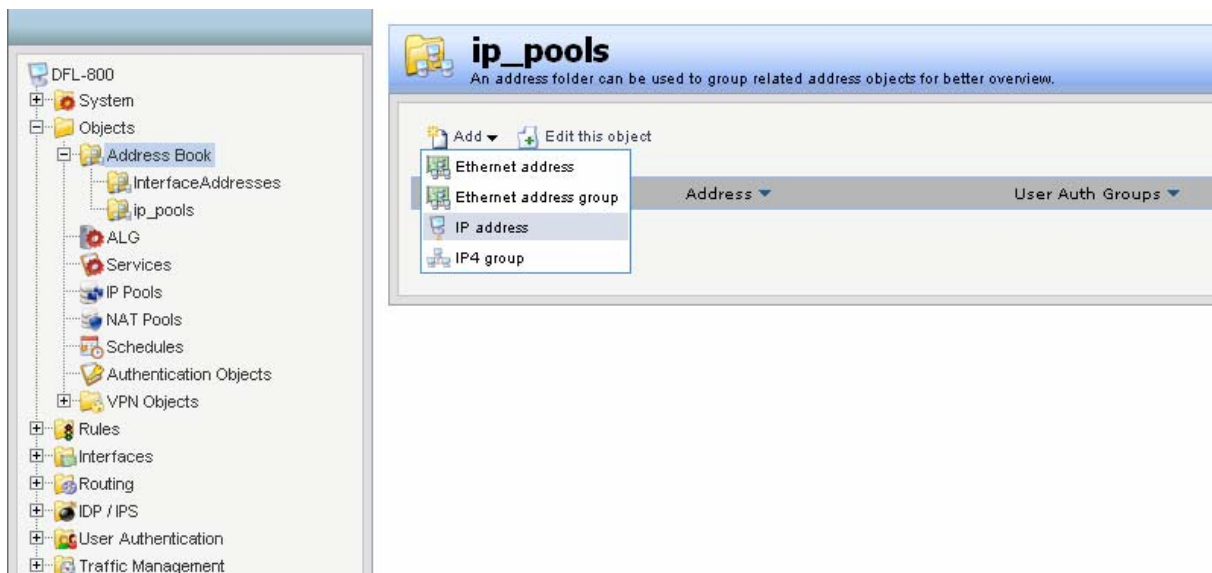 DFL-800
System
Objects
Address Book
InterfaceAddresses
ip_pools
ALG
Services
IP Pools
NAT Pools
Schedules
Authentication Objects
VPN Objects
Rules
Interfaces
Routing
IDP / IPS
User Authentication
Traffic Management
ip_pools
An address folder can be used to group related address objects for better overview.
Add Edit this object
Ethernet address
Ethernet address group
IP address
IP4 group
Address User Auth Groups